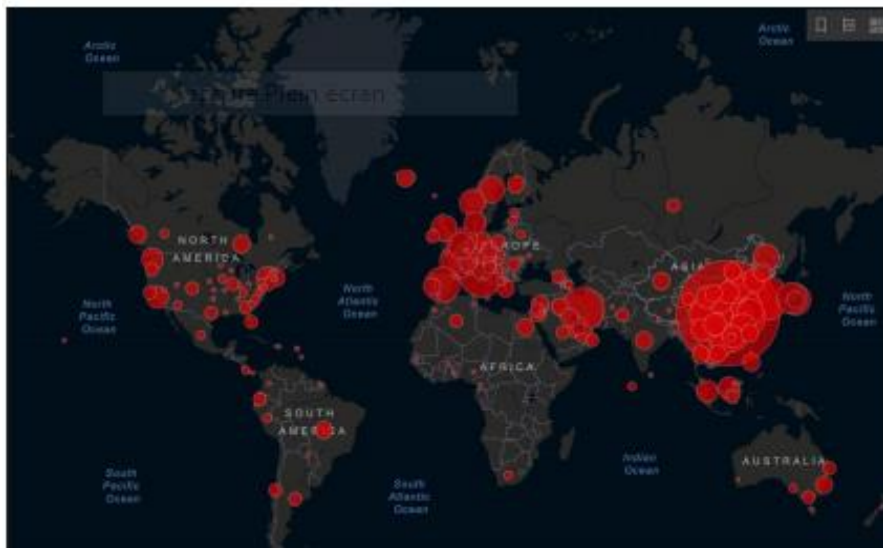 Arctic
Ocean
Arctic
Ocean
Plein écran
NORTH
AMERICA
ASIA
North
Pacific
Ocean
North
Atlantic
Ocean
North
Pacific
Ocean
AFRICA
SOUTH
AMERICA
Indian
Ocean
AUSTRALIA
South
Pacific
Ocean
South
Atlantic
Ocean